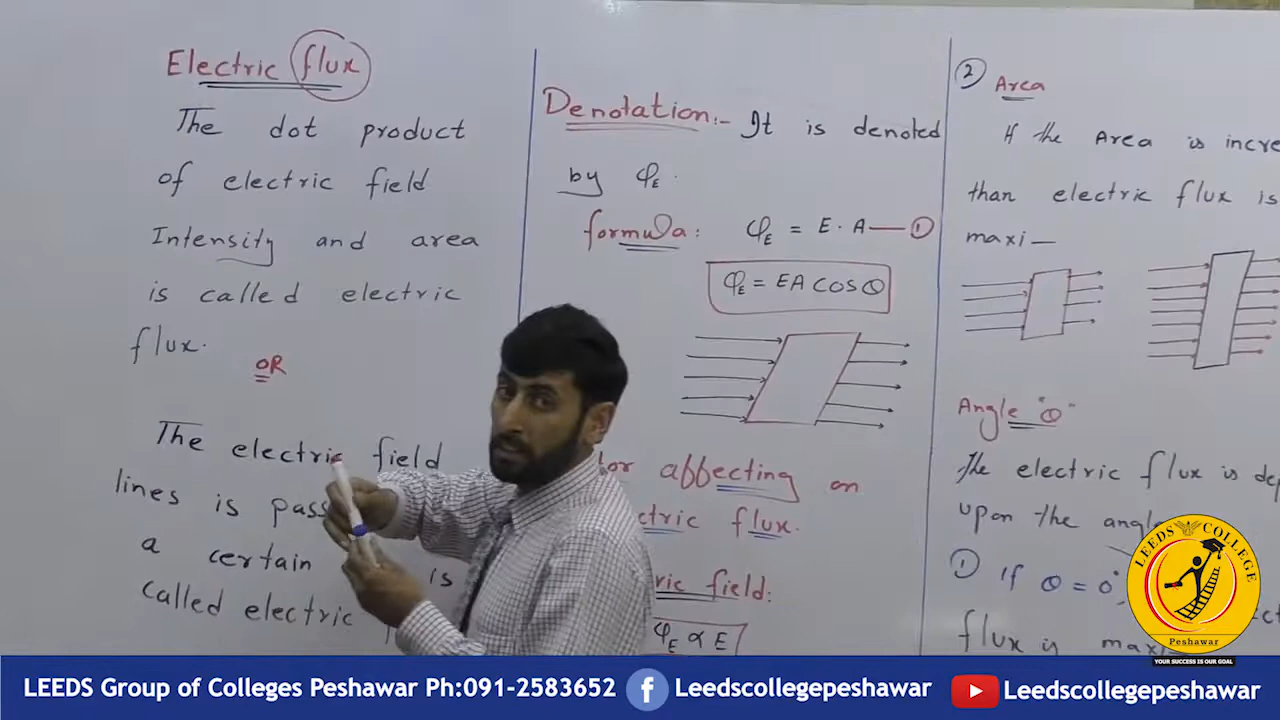 Electric flux
The dot product
of electric field
Intensity and area
is called electric
flux.
OR
The electric field
lines is pass
a certain is
called electric
Denotation:- It is denoted
by φE.
formula: φE = E . A — ①
φE = EA cosθ
or affecting on
ctric flux.
ric field:
φE ∝ E
② Area
If the Area is incre
than electric flux is
maxi —
Angle "θ"
The electric flux is dep
upon the angle
① If θ = 0°,
flux is maxi
LEEDS COLLEGE
Peshawar
YOUR SUCCESS IS OUR GOAL
LEEDS Group of Colleges Peshawar Ph:091-2583652 f Leedscollegepeshawar Leedscollegepeshawar